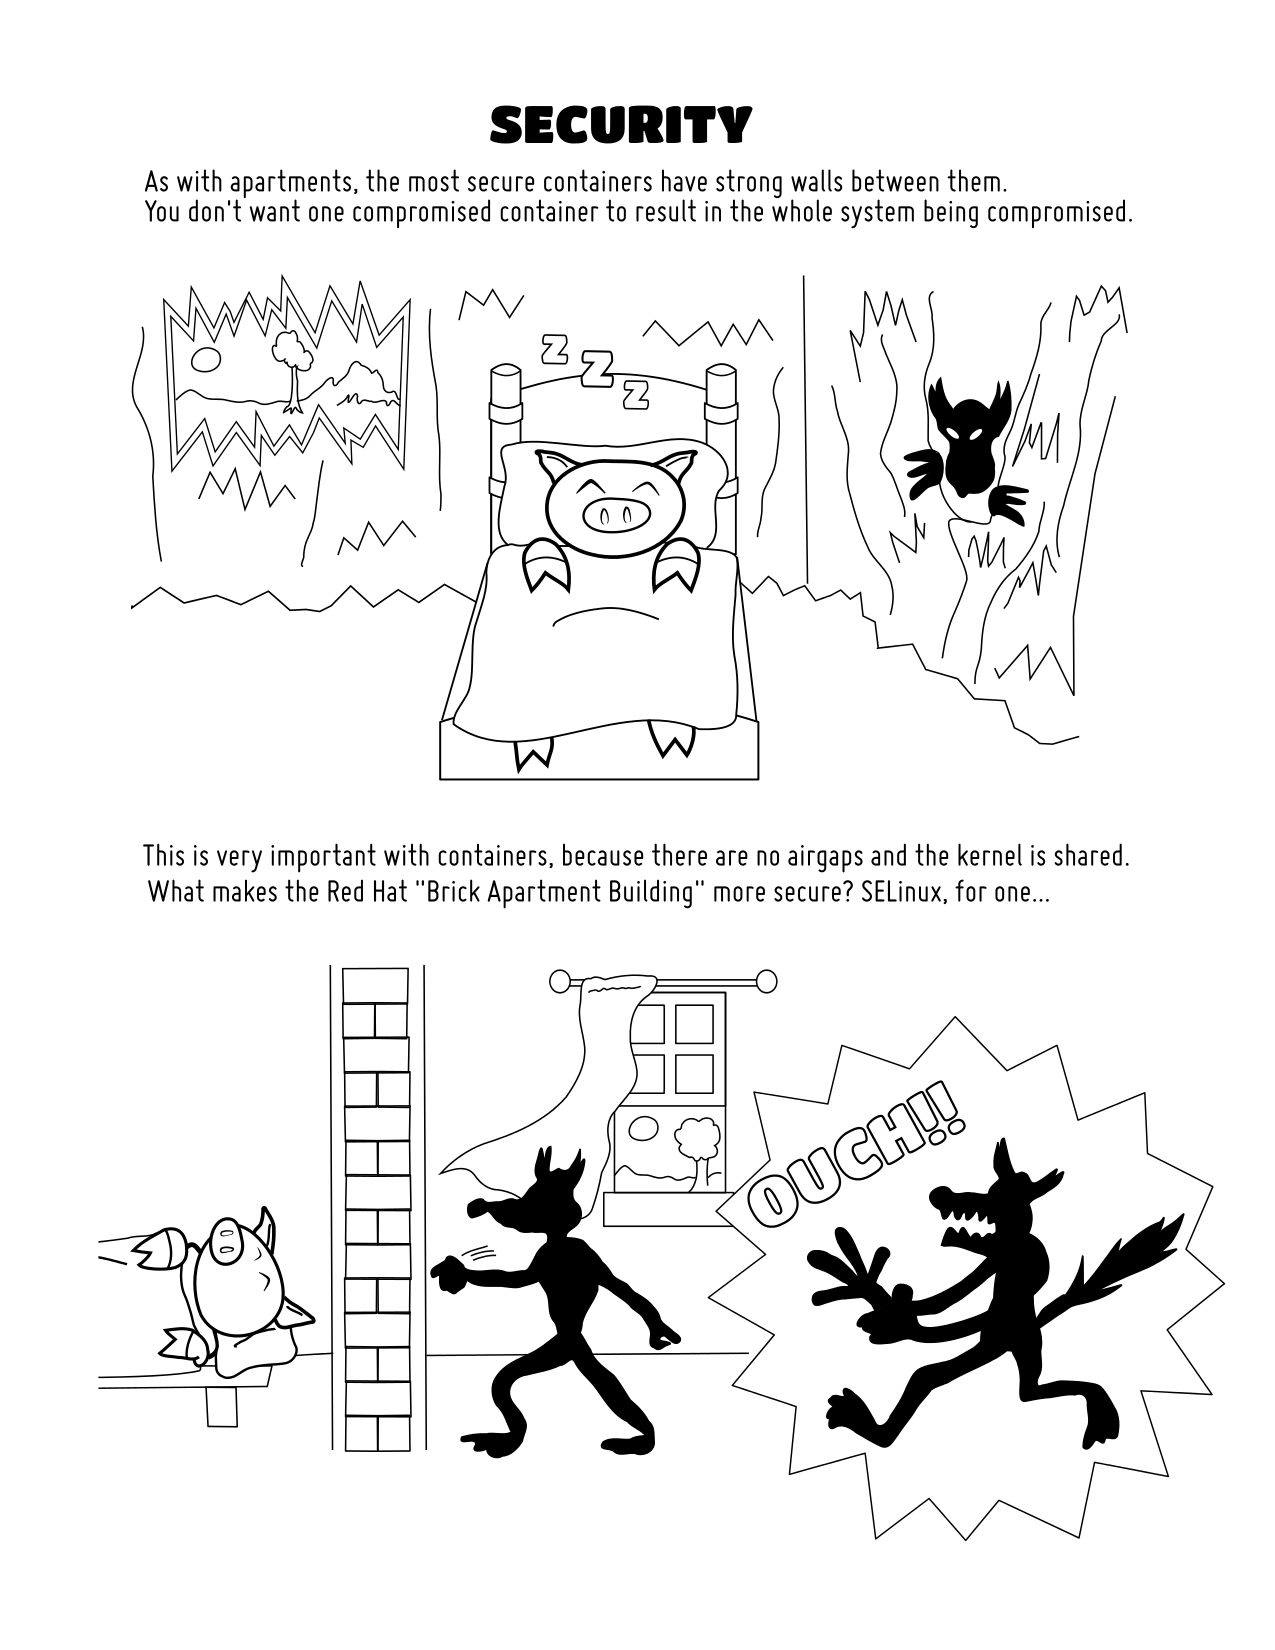 SECURITY
As with apartments, the most secure containers have strong walls between them.
You don't want one compromised container to result in the whole system being compromised.
Z
Z
Z
This is very important with containers, because there are no airgaps and the kernel is shared.
What makes the Red Hat "Brick Apartment Building" more secure? SELinux, for one...
OUCH!!